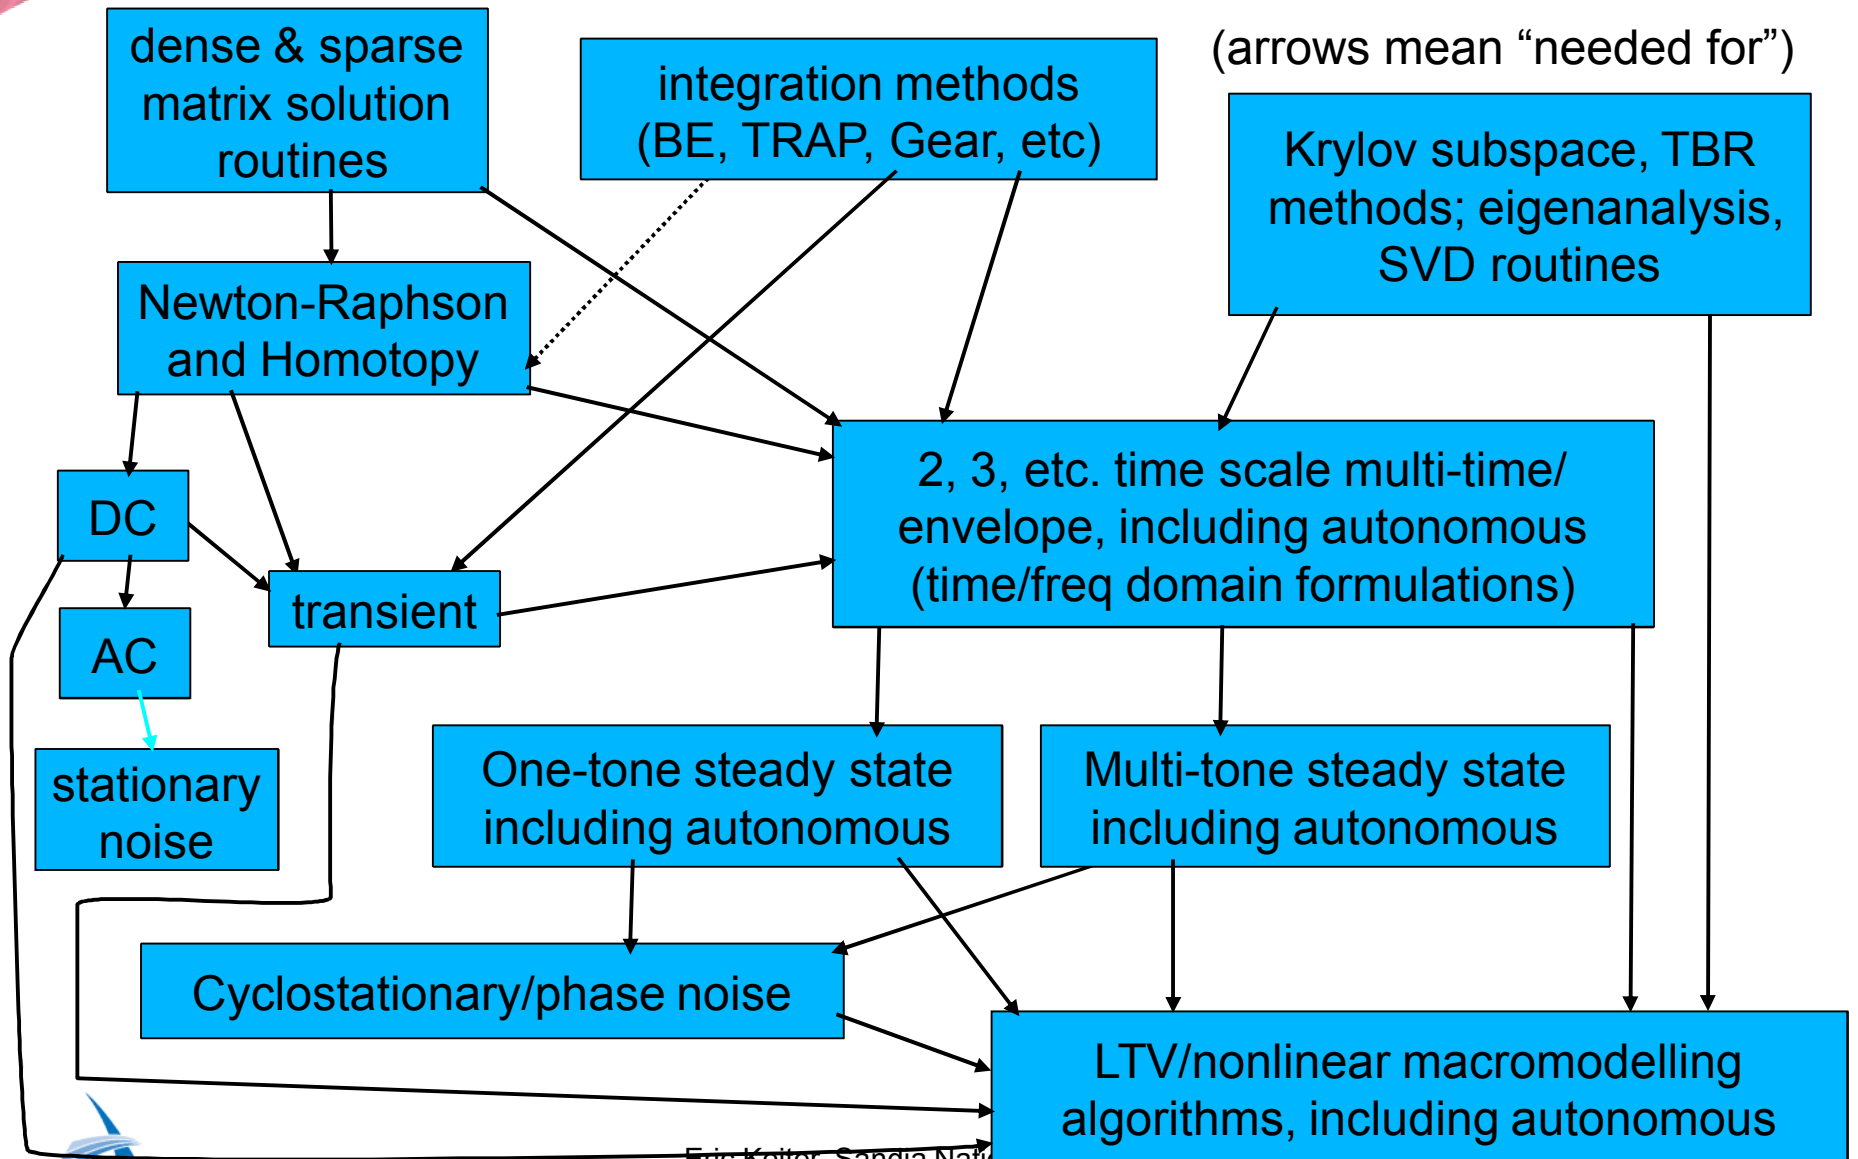 dense & sparse
matrix solution
routines
integration methods
(BE, TRAP, Gear, etc)
(arrows mean “needed for”)
Krylov subspace, TBR
methods; eigenanalysis,
SVD routines
Newton-Raphson
and Homotopy
2, 3, etc. time scale multi-time/
envelope, including autonomous
(time/freq domain formulations)
DC
transient
AC
stationary
noise
One-tone steady state
including autonomous
Multi-tone steady state
including autonomous
Cyclostationary/phase noise
LTV/nonlinear macromodelling
algorithms, including autonomous
Sandia